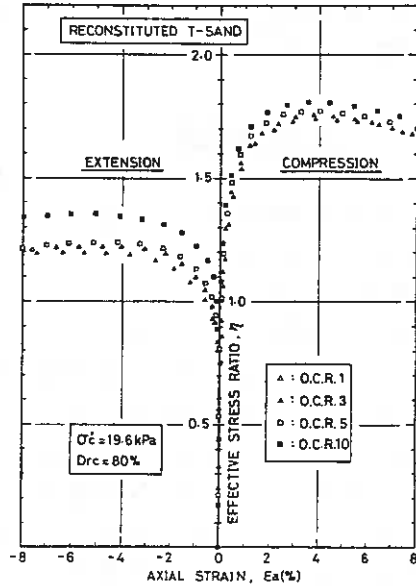 RECONSTITUTED T-SAND
2.0
1.5
1.0
0.5
EXTENSION
COMPRESSION
EFFECTIVE STRESS RATIO, η
△ : O.C.R. 1
▲ : O.C.R. 3
□ : O.C.R. 5
■ : O.C.R. 10
σc' = 19.6 kPa
Drc = 80%
-8 -6 -4 -2 0 2 4 6 8
AXIAL STRAIN, Ea(%)